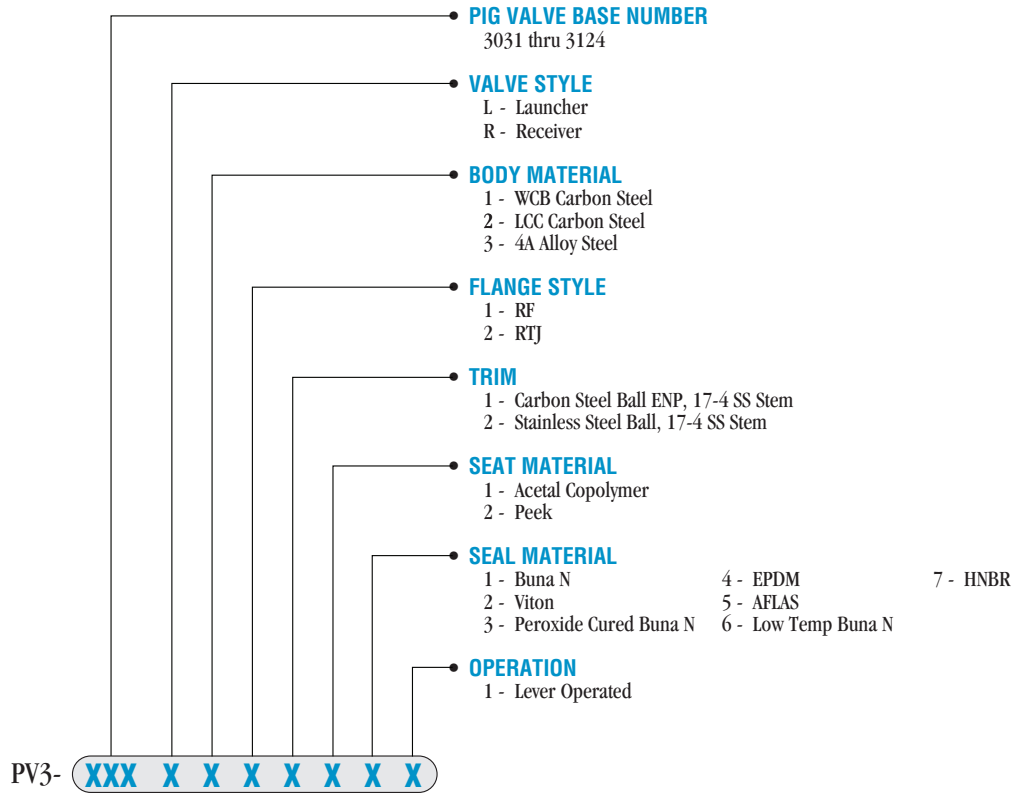 PIG VALVE BASE NUMBER
3031 thru 3124
VALVE STYLE
L - Launcher
R - Receiver
BODY MATERIAL
1 - WCB Carbon Steel
2 - LCC Carbon Steel
3 - 4A Alloy Steel
FLANGE STYLE
1 - RF
2 - RTJ
TRIM
1 - Carbon Steel Ball ENP, 17-4 SS Stem
2 - Stainless Steel Ball, 17-4 SS Stem
SEAT MATERIAL
1 - Acetal Copolymer
2 - Peek
SEAL MATERIAL
1 - Buna N 4 - EPDM 7 - HNBR
2 - Viton 5 - AFLAS
3 - Peroxide Cured Buna N 6 - Low Temp Buna N
OPERATION
1 - Lever Operated
PV3- XXX X X X X X X X